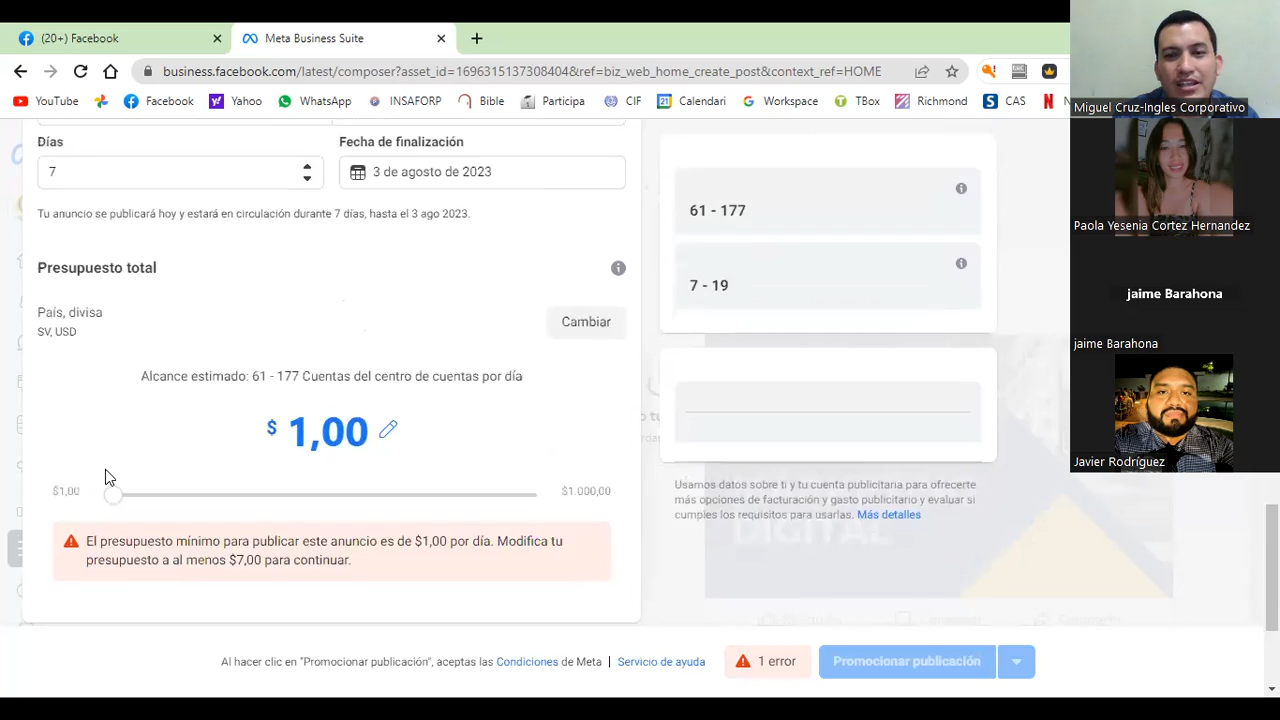 (20+) Facebook
Meta Business Suite
business.facebook.com
/latest/composer?asset_id=169615137308404&ref=biz_web_home_create_post&context_ref=HOME
YouTube
Facebook
Yahoo
WhatsApp
INSAFORP
Bible
Participa
CIF
Calendari
Workspace
TBox
Richmond
CAS
Días
Fecha de finalización
7
3 de agosto de 2023
Tu anuncio se publicará hoy y estará en circulación durante 7 días, hasta el 3 ago 2023.
Presupuesto total
País, divisa
SV, USD
Cambiar
Alcance estimado: 61 - 177 Cuentas del centro de cuentas por día
$ 1,00
$1,00
$1.000,00
El presupuesto mínimo para publicar este anuncio es de $1,00 por día. Modifica tu
presupuesto a al menos $7,00 para continuar.
61 - 177
7 - 19
Usamos datos sobre ti y tu cuenta publicitaria para ofrecerte
más opciones de facturación y gasto publicitario y evaluar si
cumples los requisitos para usarlas. Más detalles
DIGITAL
Al hacer clic en "Promocionar publicación", aceptas las Condiciones de Meta | Servicio de ayuda
1 error
Promocionar publicación
Miguel Cruz-Ingles Corporativo
Paola Yesenia Cortez Hernandez
jaime Barahona
jaime Barahona
Javier Rodríguez